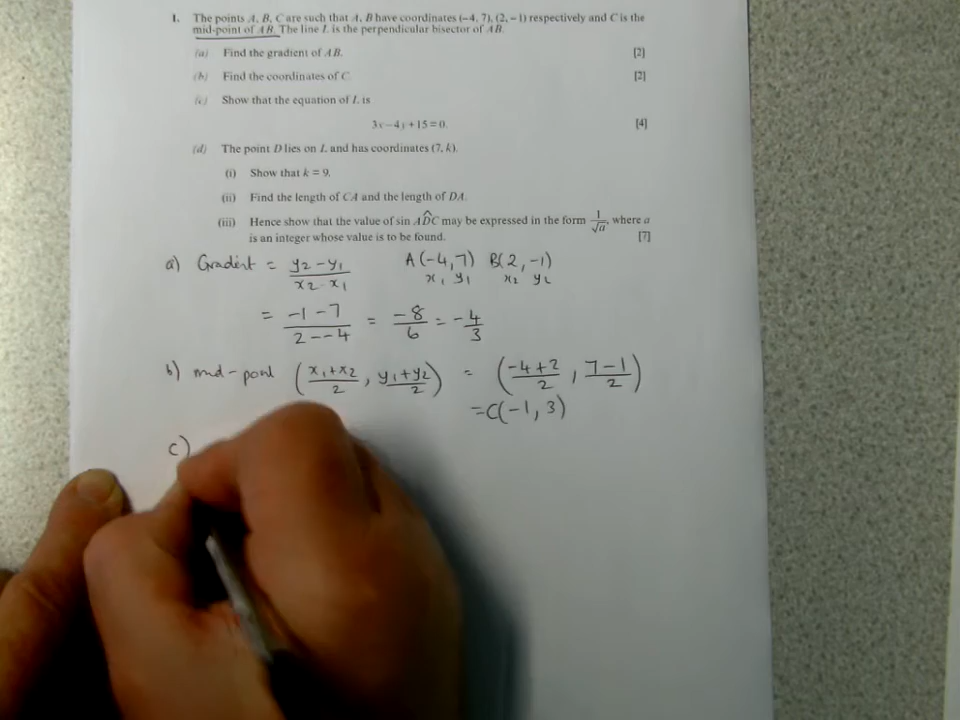 1. The points A, B, C are such that A, B have coordinates (−4, 7), (2, −1) respectively and C is the
mid-point of AB. The line L is the perpendicular bisector of AB.
(a) Find the gradient of AB. [2]
(b) Find the coordinates of C. [2]
(c) Show that the equation of L is
3x − 4y + 15 = 0. [4]
(d) The point D lies on L and has coordinates (7, k).
(i) Show that k = 9.
(ii) Find the length of CA and the length of DA.
(iii) Hence show that the value of sin AD̂C may be expressed in the form 1/√a, where a
is an integer whose value is to be found. [7]
a) Gradient = (y₂ − y₁)/(x₂ − x₁) A(−4, 7) B(2, −1)
x₁ y₁ x₂ y₂
= (−1 − 7)/(2 − −4) = −8/6 = −4/3
b) mid-point ((x₁+x₂)/2, (y₁+y₂)/2) = ((−4+2)/2, (7−1)/2)
= C(−1, 3)
c)